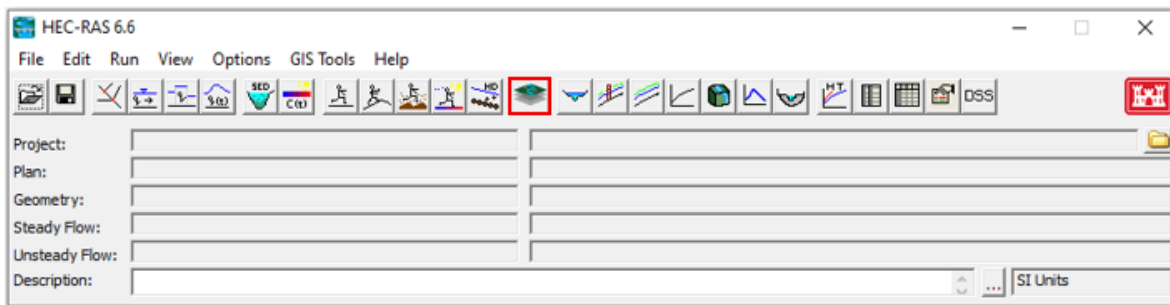 HEC-RAS 6.6
File Edit Run View Options GIS Tools Help
SED C(t) HD HT DSS
Project:
Plan:
Geometry:
Steady Flow:
Unsteady Flow:
Description: ... SI Units